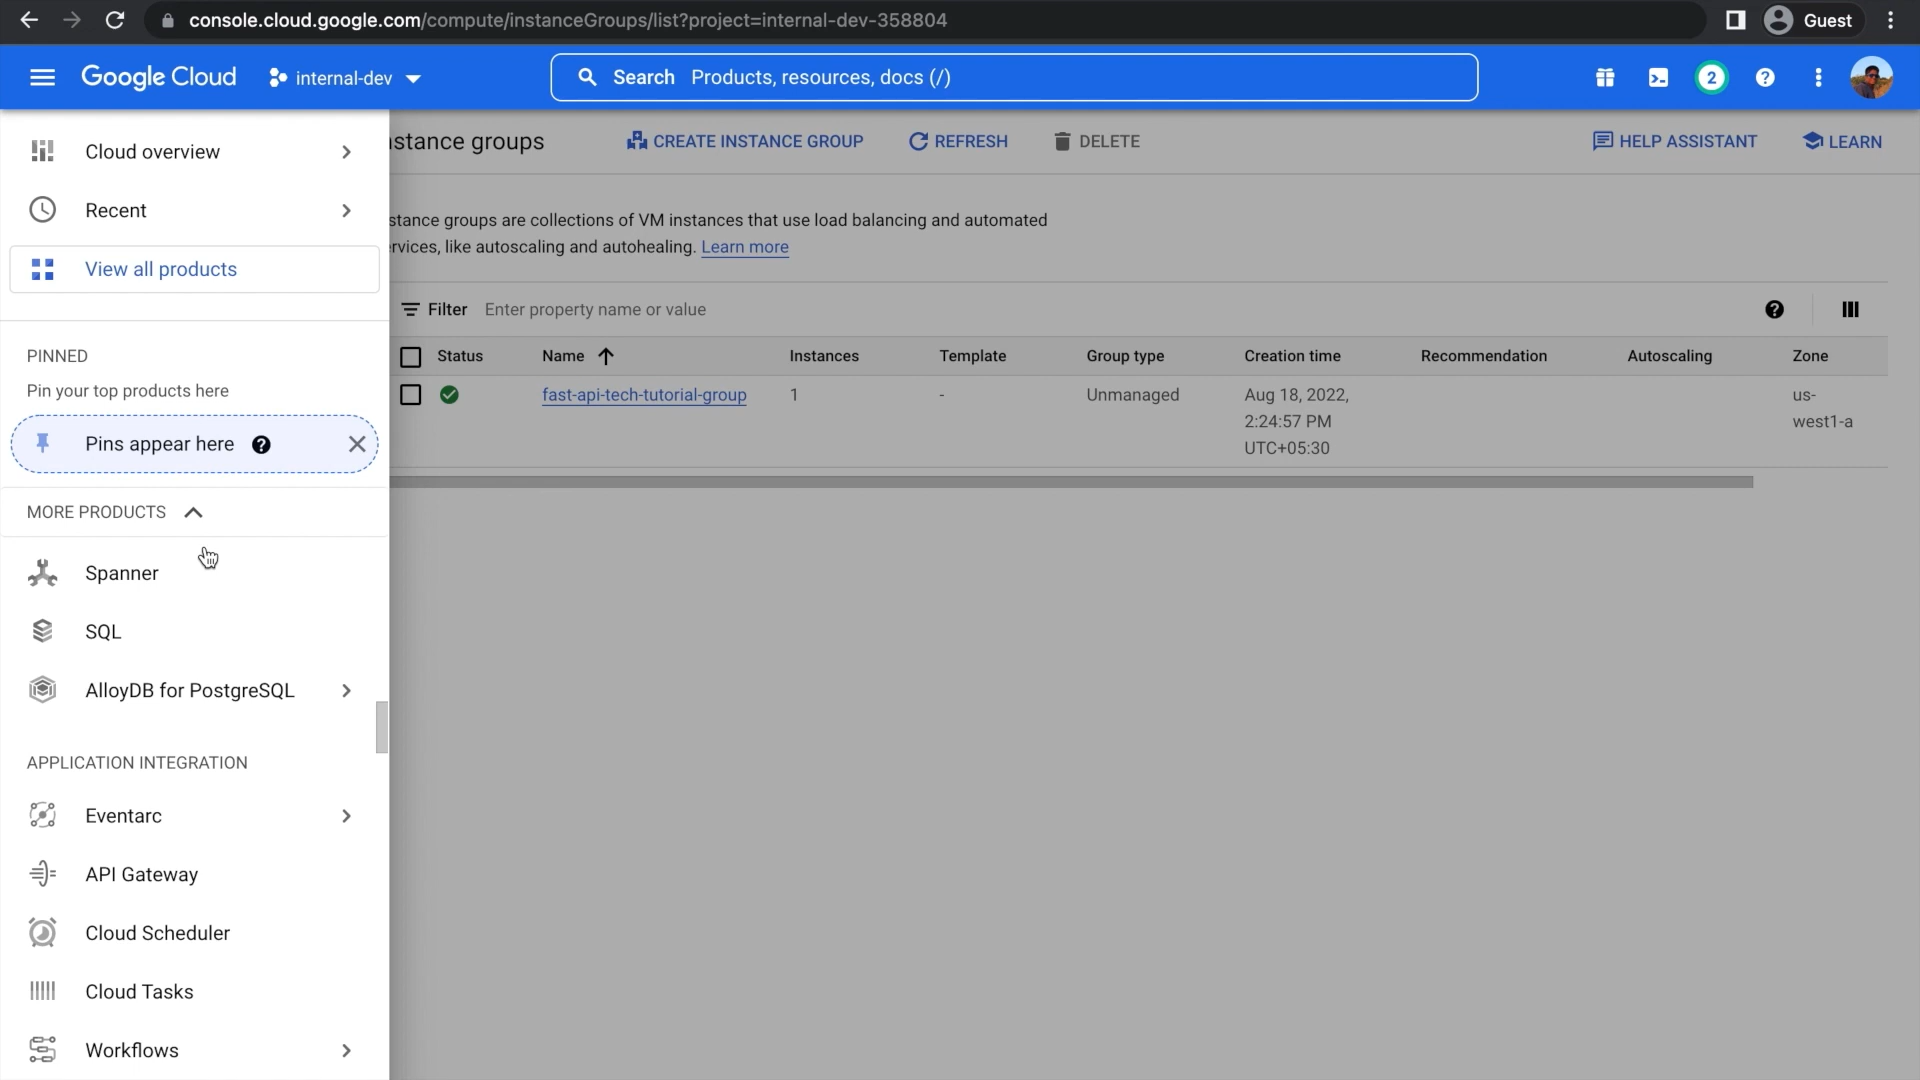 console.cloud.google.com/compute/instanceGroups/list?project=internal-dev-358804
Guest
Google Cloud
internal-dev
Search Products, resources, docs (/)
2
Cloud overview
Recent
View all products
PINNED
Pin your top products here
Pins appear here
MORE PRODUCTS
Spanner
SQL
AlloyDB for PostgreSQL
APPLICATION INTEGRATION
Eventarc
API Gateway
Cloud Scheduler
Cloud Tasks
Workflows
nstance groups
CREATE INSTANCE GROUP
REFRESH
DELETE
HELP ASSISTANT
LEARN
stance groups are collections of VM instances that use load balancing and automated
rvices, like autoscaling and autohealing. Learn more
Filter Enter property name or value
Status Name Instances Template Group type Creation time Recommendation Autoscaling Zone
fast-api-tech-tutorial-group 1 - Unmanaged Aug 18, 2022, us-
2:24:57 PM west1-a
UTC+05:30